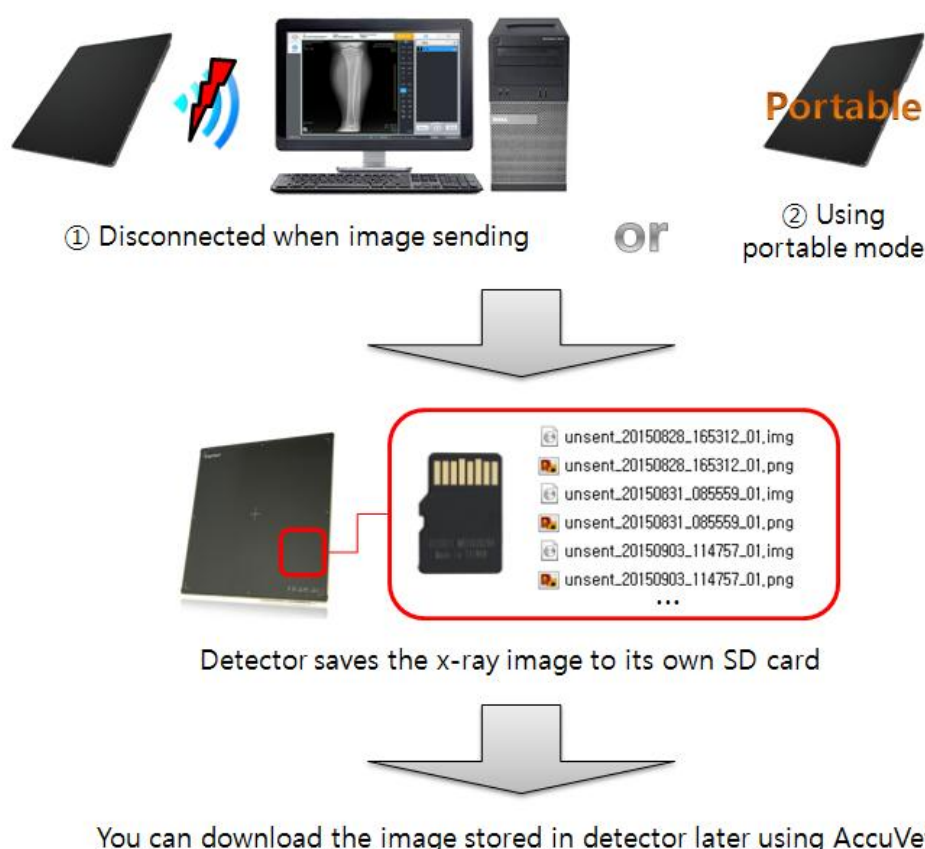 Portable
① Disconnected when image sending
or
② Using
portable mode
unsent_20150828_165312_01.img
unsent_20150828_165312_01.png
unsent_20150831_085559_01.img
unsent_20150831_085559_01.png
unsent_20150903_114757_01.img
unsent_20150903_114757_01.png
...
Detector saves the x-ray image to its own SD card
You can download the image stored in detector later using AccuVe